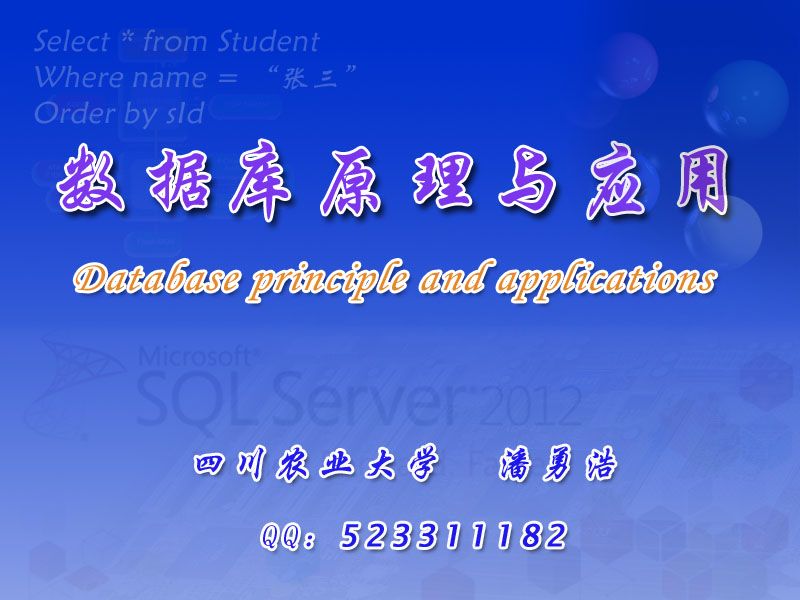 Select * from Student
Where name = “张三”
Order by sId
数据库原理与应用
Database principle and applications
Microsoft®
SQL Server 2012
四川农业大学 潘勇浩
QQ：523311182